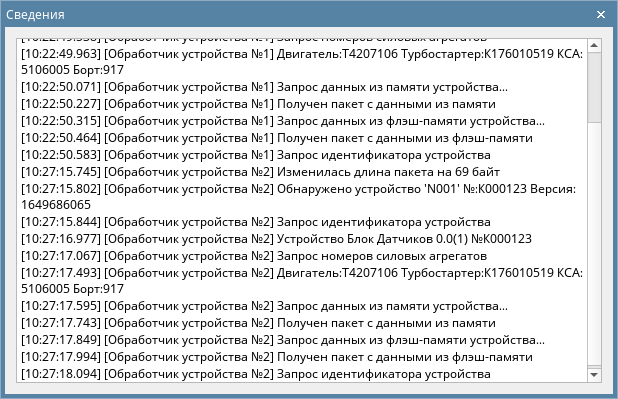 Сведения
[10:22:49.538] [Обработчик устройства №1] Запрос номеров силовых агрегатов
[10:22:49.963] [Обработчик устройства №1] Двигатель:Т4207106 Турбостартер:К176010519 КСА:
5106005 Борт:917
[10:22:50.071] [Обработчик устройства №1] Запрос данных из памяти устройства...
[10:22:50.227] [Обработчик устройства №1] Получен пакет с данными из памяти
[10:22:50.315] [Обработчик устройства №1] Запрос данных из флэш-памяти устройства...
[10:22:50.464] [Обработчик устройства №1] Получен пакет с данными из флэш-памяти
[10:22:50.583] [Обработчик устройства №1] Запрос идентификатора устройства
[10:27:15.745] [Обработчик устройства №2] Изменилась длина пакета на 69 байт
[10:27:15.802] [Обработчик устройства №2] Обнаружено устройство 'N001' №:К000123 Версия:
1649686065
[10:27:15.844] [Обработчик устройства №2] Запрос идентификатора устройства
[10:27:16.977] [Обработчик устройства №2] Устройство Блок Датчиков 0.0(1) №К000123
[10:27:17.067] [Обработчик устройства №2] Запрос номеров силовых агрегатов
[10:27:17.493] [Обработчик устройства №2] Двигатель:Т4207106 Турбостартер:К176010519 КСА:
5106005 Борт:917
[10:27:17.595] [Обработчик устройства №2] Запрос данных из памяти устройства...
[10:27:17.743] [Обработчик устройства №2] Получен пакет с данными из памяти
[10:27:17.849] [Обработчик устройства №2] Запрос данных из флэш-памяти устройства...
[10:27:17.994] [Обработчик устройства №2] Получен пакет с данными из флэш-памяти
[10:27:18.094] [Обработчик устройства №2] Запрос идентификатора устройства